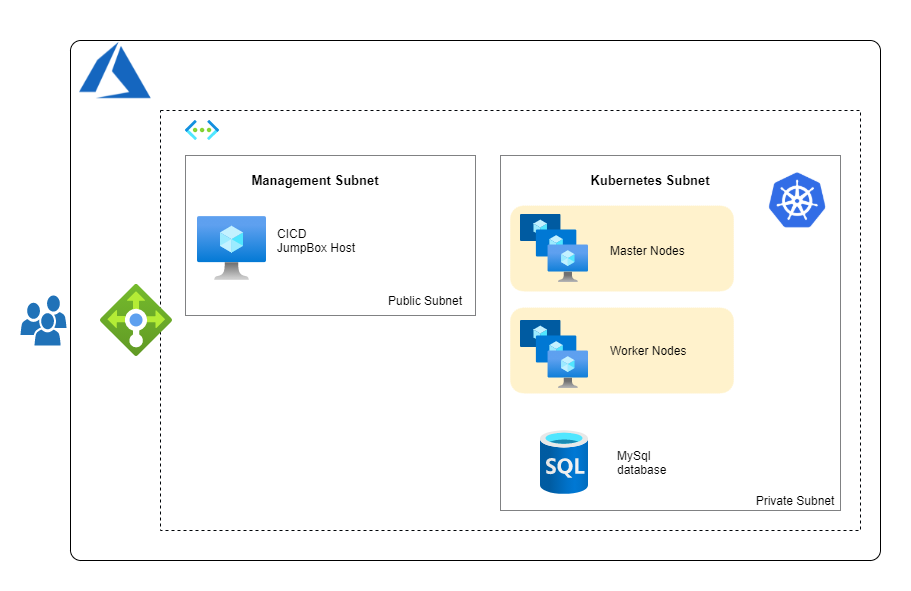 Management Subnet
CICD
JumpBox Host
Public Subnet
Kubernetes Subnet
Master Nodes
Worker Nodes
SQL
MySql
database
Private Subnet